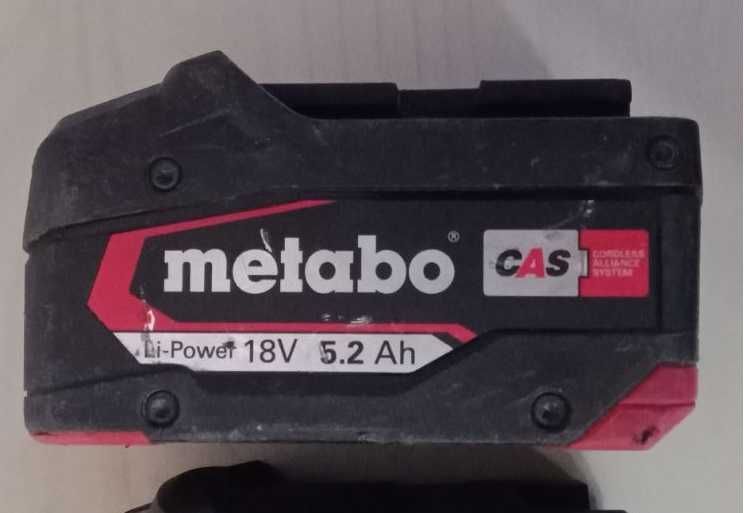 metabo®
CAS
CORDLESS
ALLIANCE
SYSTEM
Li-Power 18V 5.2 Ah